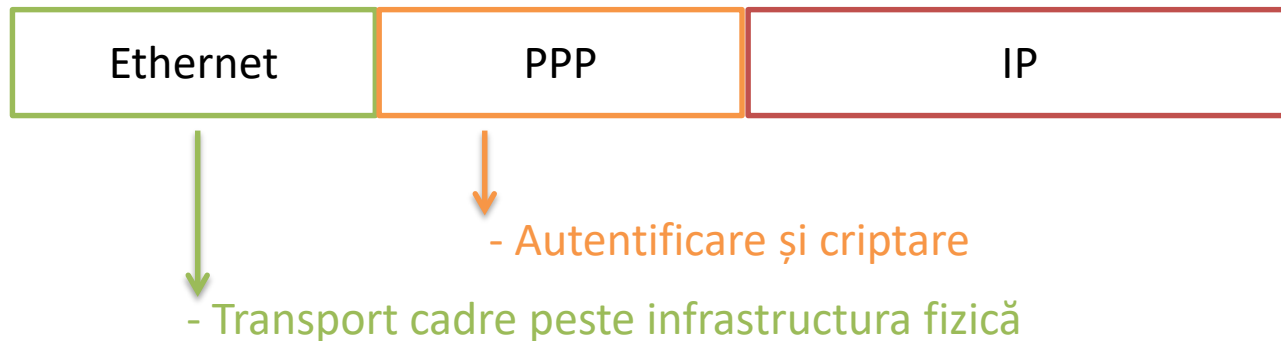 Ethernet PPP IP
- Autentificare și criptare
- Transport cadre peste infrastructura fizică